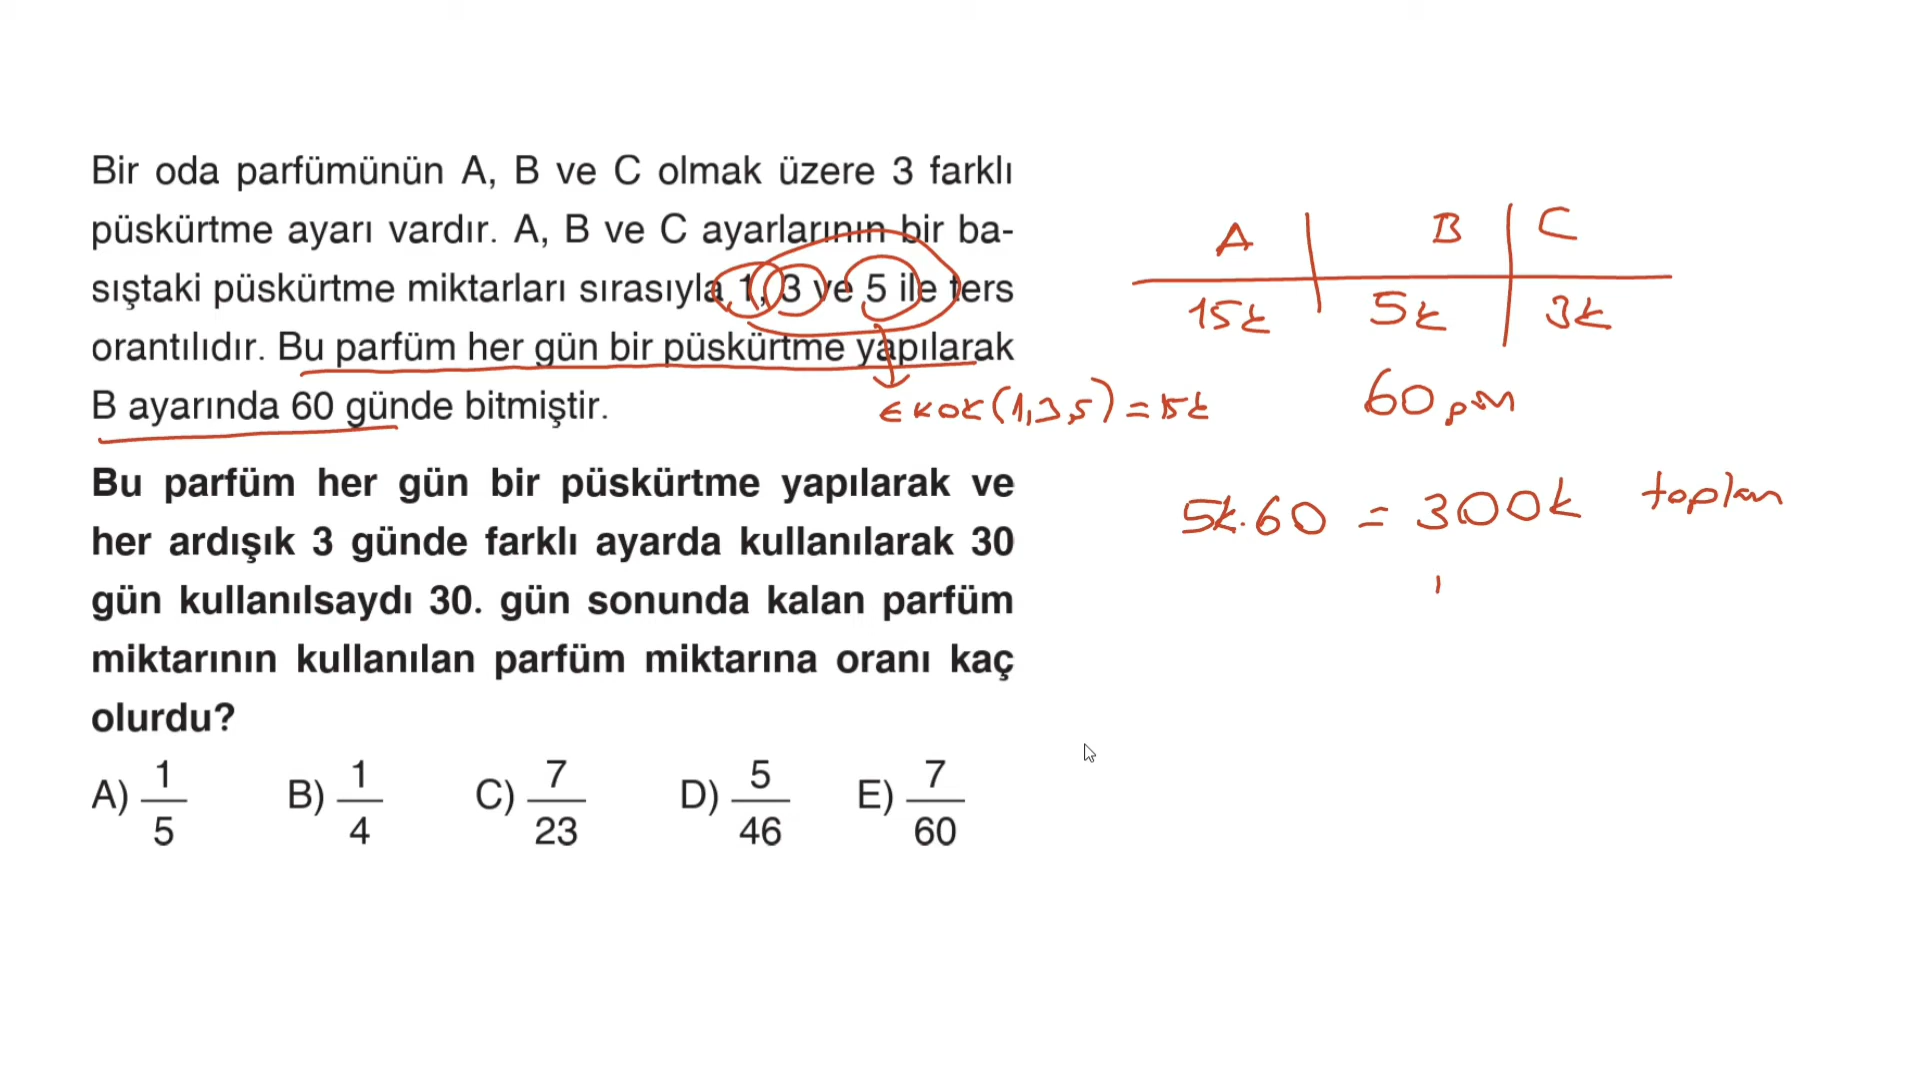 Bir oda parfümünün A, B ve C olmak üzere 3 farklı
püskürtme ayarı vardır. A, B ve C ayarlarının bir ba-
sıştaki püskürtme miktarları sırasıyla 1, 3 ve 5 ile ters
orantılıdır. Bu parfüm her gün bir püskürtme yapılarak
B ayarında 60 günde bitmiştir.
Bu parfüm her gün bir püskürtme yapılarak ve
her ardışık 3 günde farklı ayarda kullanılarak 30
gün kullanılsaydı 30. gün sonunda kalan parfüm
miktarının kullanılan parfüm miktarına oranı kaç
olurdu?
A) 1/5 B) 1/4 C) 7/23 D) 5/46 E) 7/60
A B C
15k 5k 3k
EKOK(1,3,5) = 15k
60 gün
5k.60 = 300k toplam